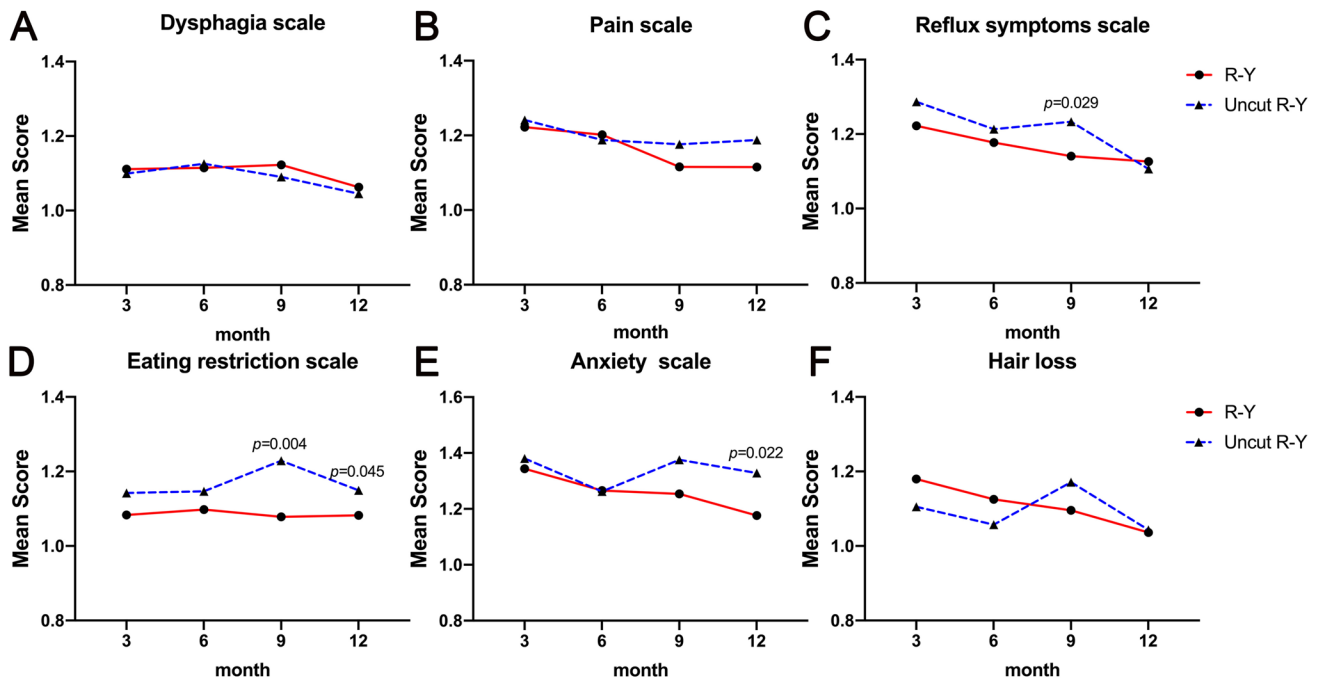 A
Dysphagia scale
Mean Score
1.4
1.2
1.0
0.8
3 6 9 12
month
B
Pain scale
Mean Score
1.4
1.2
1.0
0.8
3 6 9 12
month
C
Reflux symptoms scale
Mean Score
1.4
1.2
1.0
0.8
p=0.029
3 6 9 12
month
R-Y
Uncut R-Y
D
Eating restriction scale
Mean Score
1.4
1.2
1.0
0.8
p=0.004
p=0.045
3 6 9 12
month
E
Anxiety scale
Mean Score
1.6
1.4
1.2
1.0
0.8
p=0.022
3 6 9 12
month
F
Hair loss
Mean Score
1.4
1.2
1.0
0.8
3 6 9 12
month
R-Y
Uncut R-Y